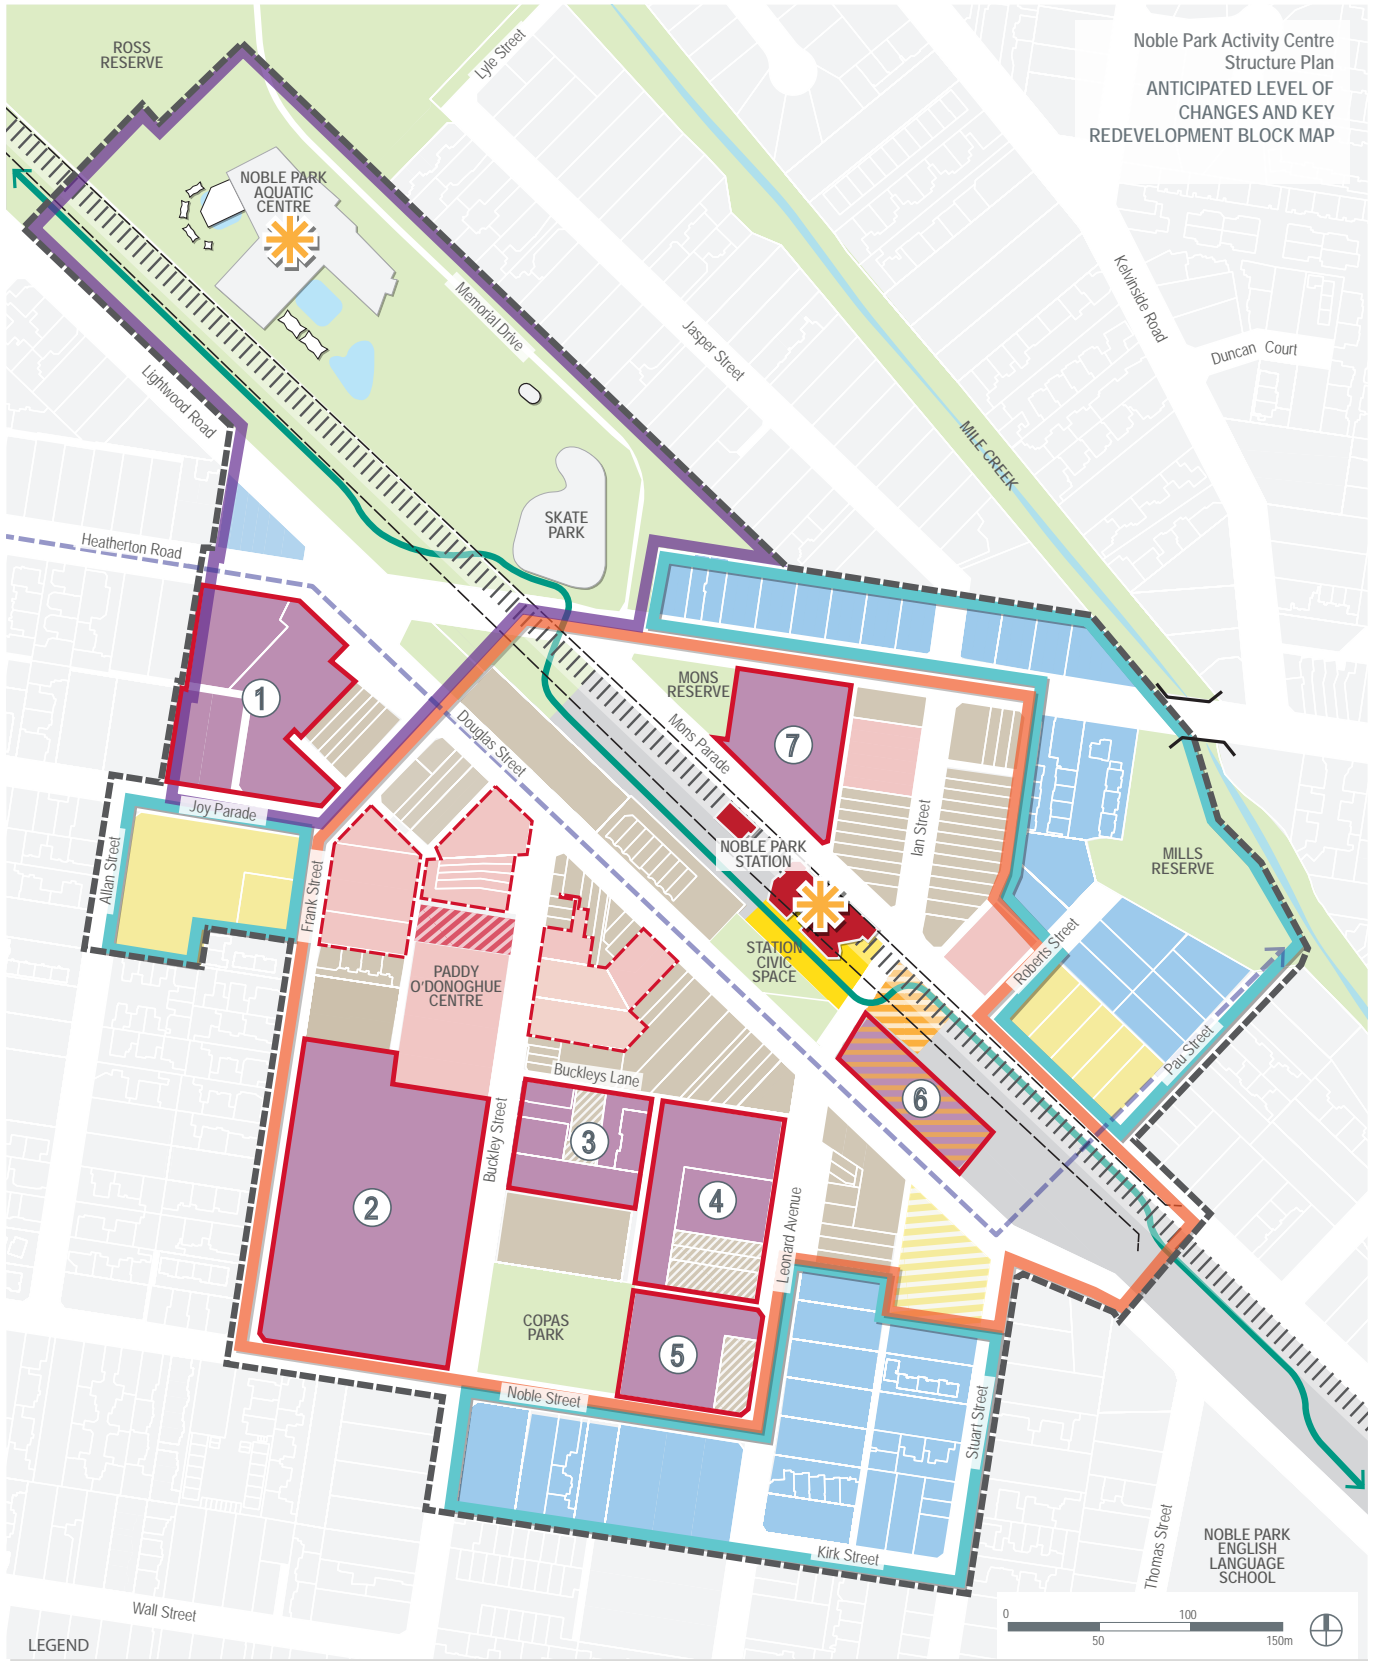 Noble Park Activity Centre
Structure Plan
ANTICIPATED LEVEL OF
CHANGES AND KEY
REDEVELOPMENT BLOCK MAP
ROSS
RESERVE
Lyle Street
NOBLE PARK
AQUATIC
CENTRE
Memorial Drive
Jasper Street
Kelvinside Road
Duncan Court
Lightwood Road
MILE CREEK
SKATE
PARK
Heatherton Road
MONS
RESERVE
1
Douglas Street
Mons Parade
7
Joy Parade
Ian Street
NOBLE PARK
STATION
MILLS
RESERVE
Allan Street
Frank Street
STATION
CIVIC
SPACE
Roberts Street
PADDY
O'DONOGHUE
CENTRE
Pau Street
Buckleys Lane
6
Buckley Street
3
2
4
Leonard Avenue
COPAS
PARK
5
Noble Street
Stuart Street
Kirk Street
Thomas Street
NOBLE PARK
ENGLISH
LANGUAGE
SCHOOL
Wall Street
0
100
50
150m
LEGEND